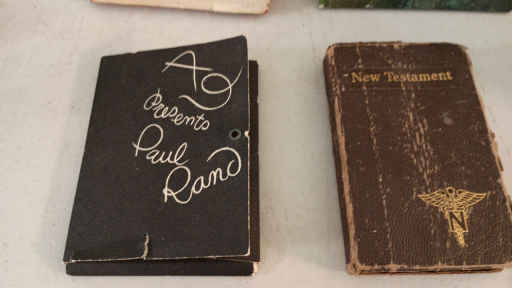 AD
Presents
Paul
Rand
New Testament
N